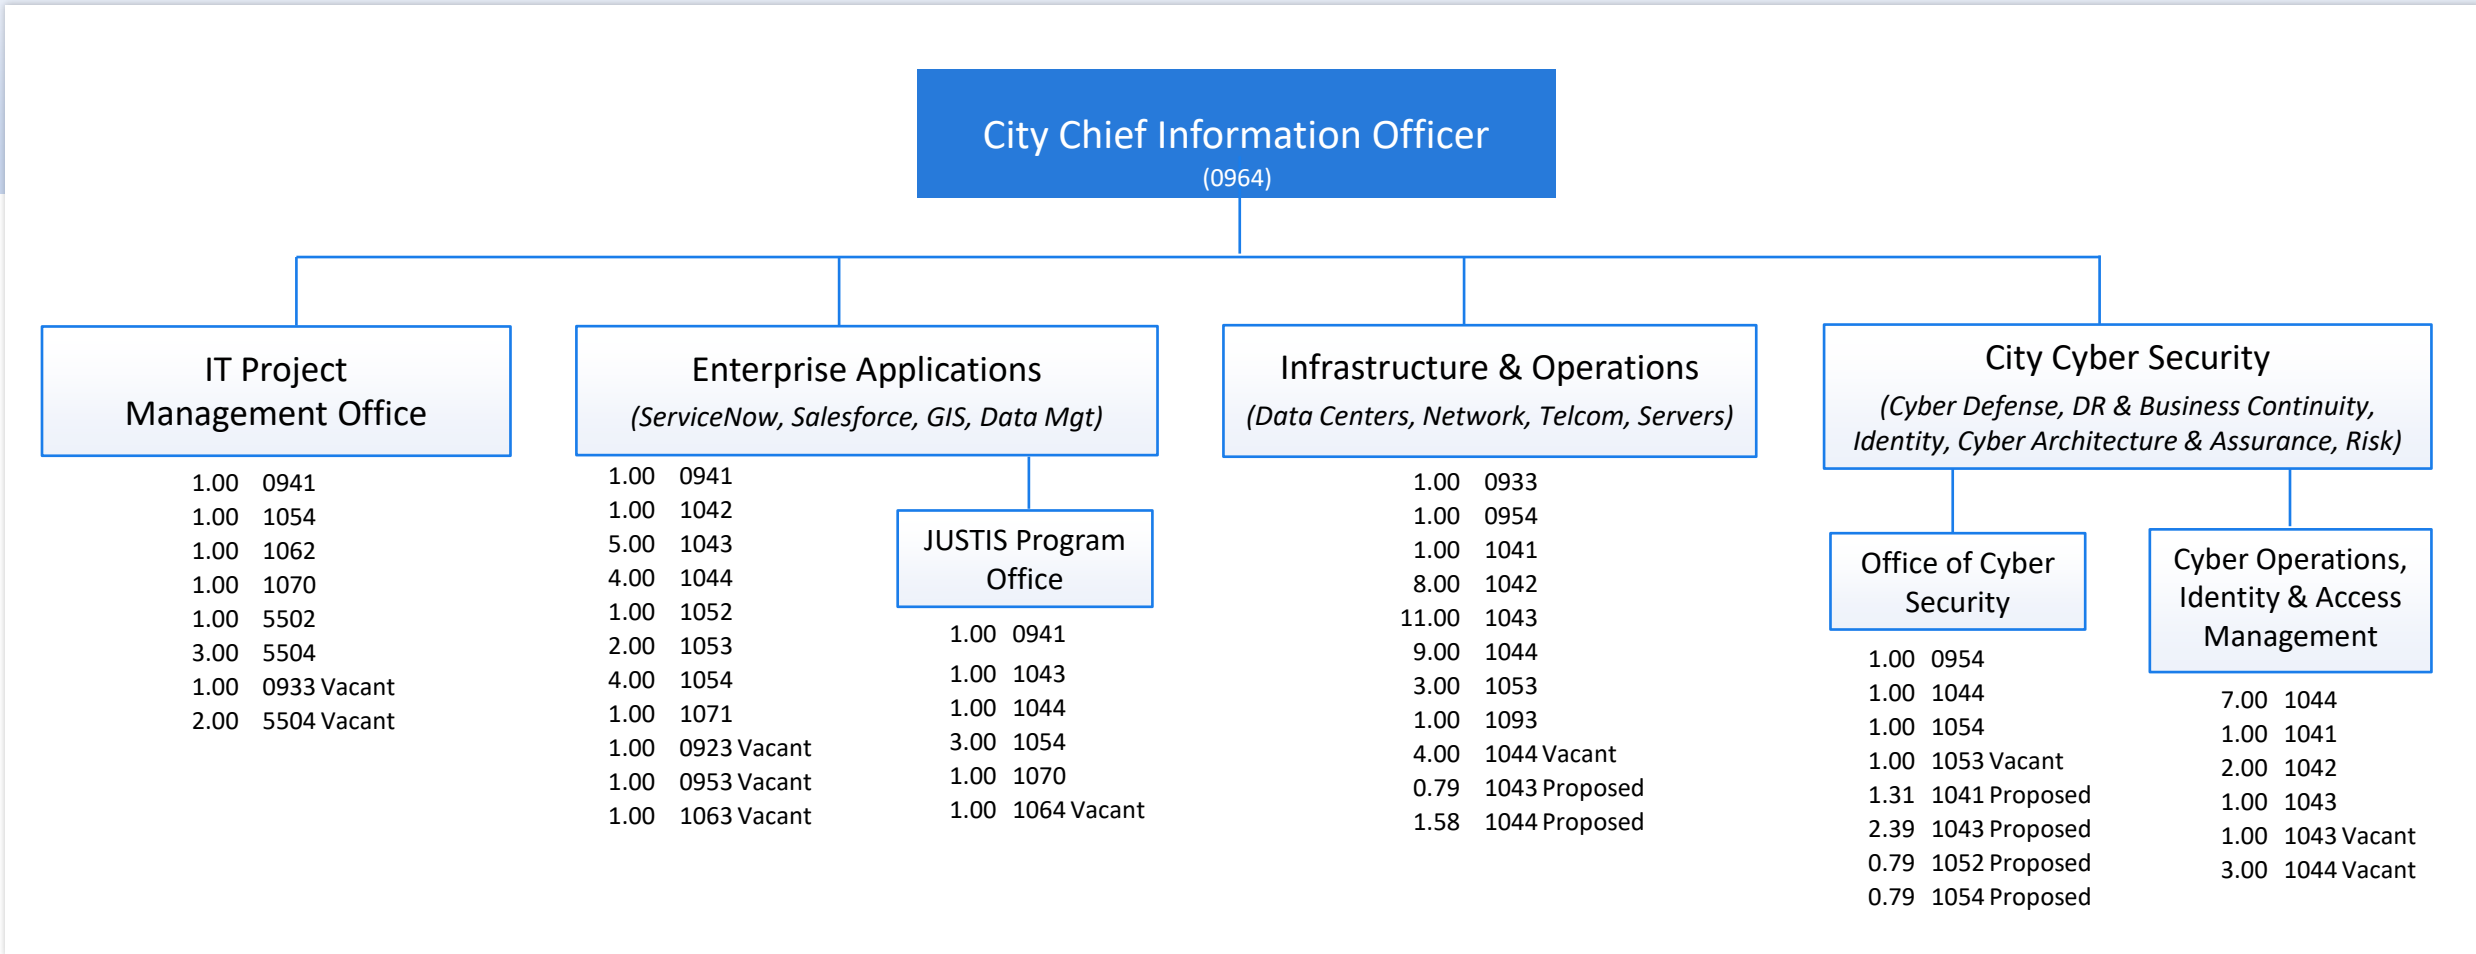 City Chief Information Officer
(0964)
IT Project
Management Office
1.00 0941
1.00 1054
1.00 1062
1.00 1070
1.00 5502
3.00 5504
1.00 0933 Vacant
2.00 5504 Vacant
Enterprise Applications
(ServiceNow, Salesforce, GIS, Data Mgt)
1.00 0941
1.00 1042
5.00 1043
4.00 1044
1.00 1052
2.00 1053
4.00 1054
1.00 1071
1.00 0923 Vacant
1.00 0953 Vacant
1.00 1063 Vacant
JUSTIS Program
Office
1.00 0941
1.00 1043
1.00 1044
3.00 1054
1.00 1070
1.00 1064 Vacant
Infrastructure & Operations
(Data Centers, Network, Telcom, Servers)
1.00 0933
1.00 0954
1.00 1041
8.00 1042
11.00 1043
9.00 1044
3.00 1053
1.00 1093
4.00 1044 Vacant
0.79 1043 Proposed
1.58 1044 Proposed
City Cyber Security
(Cyber Defense, DR & Business Continuity,
Identity, Cyber Architecture & Assurance, Risk)
Office of Cyber
Security
1.00 0954
1.00 1044
1.00 1054
1.00 1053 Vacant
1.31 1041 Proposed
2.39 1043 Proposed
0.79 1052 Proposed
0.79 1054 Proposed
Cyber Operations,
Identity & Access
Management
7.00 1044
1.00 1041
2.00 1042
1.00 1043
1.00 1043 Vacant
3.00 1044 Vacant